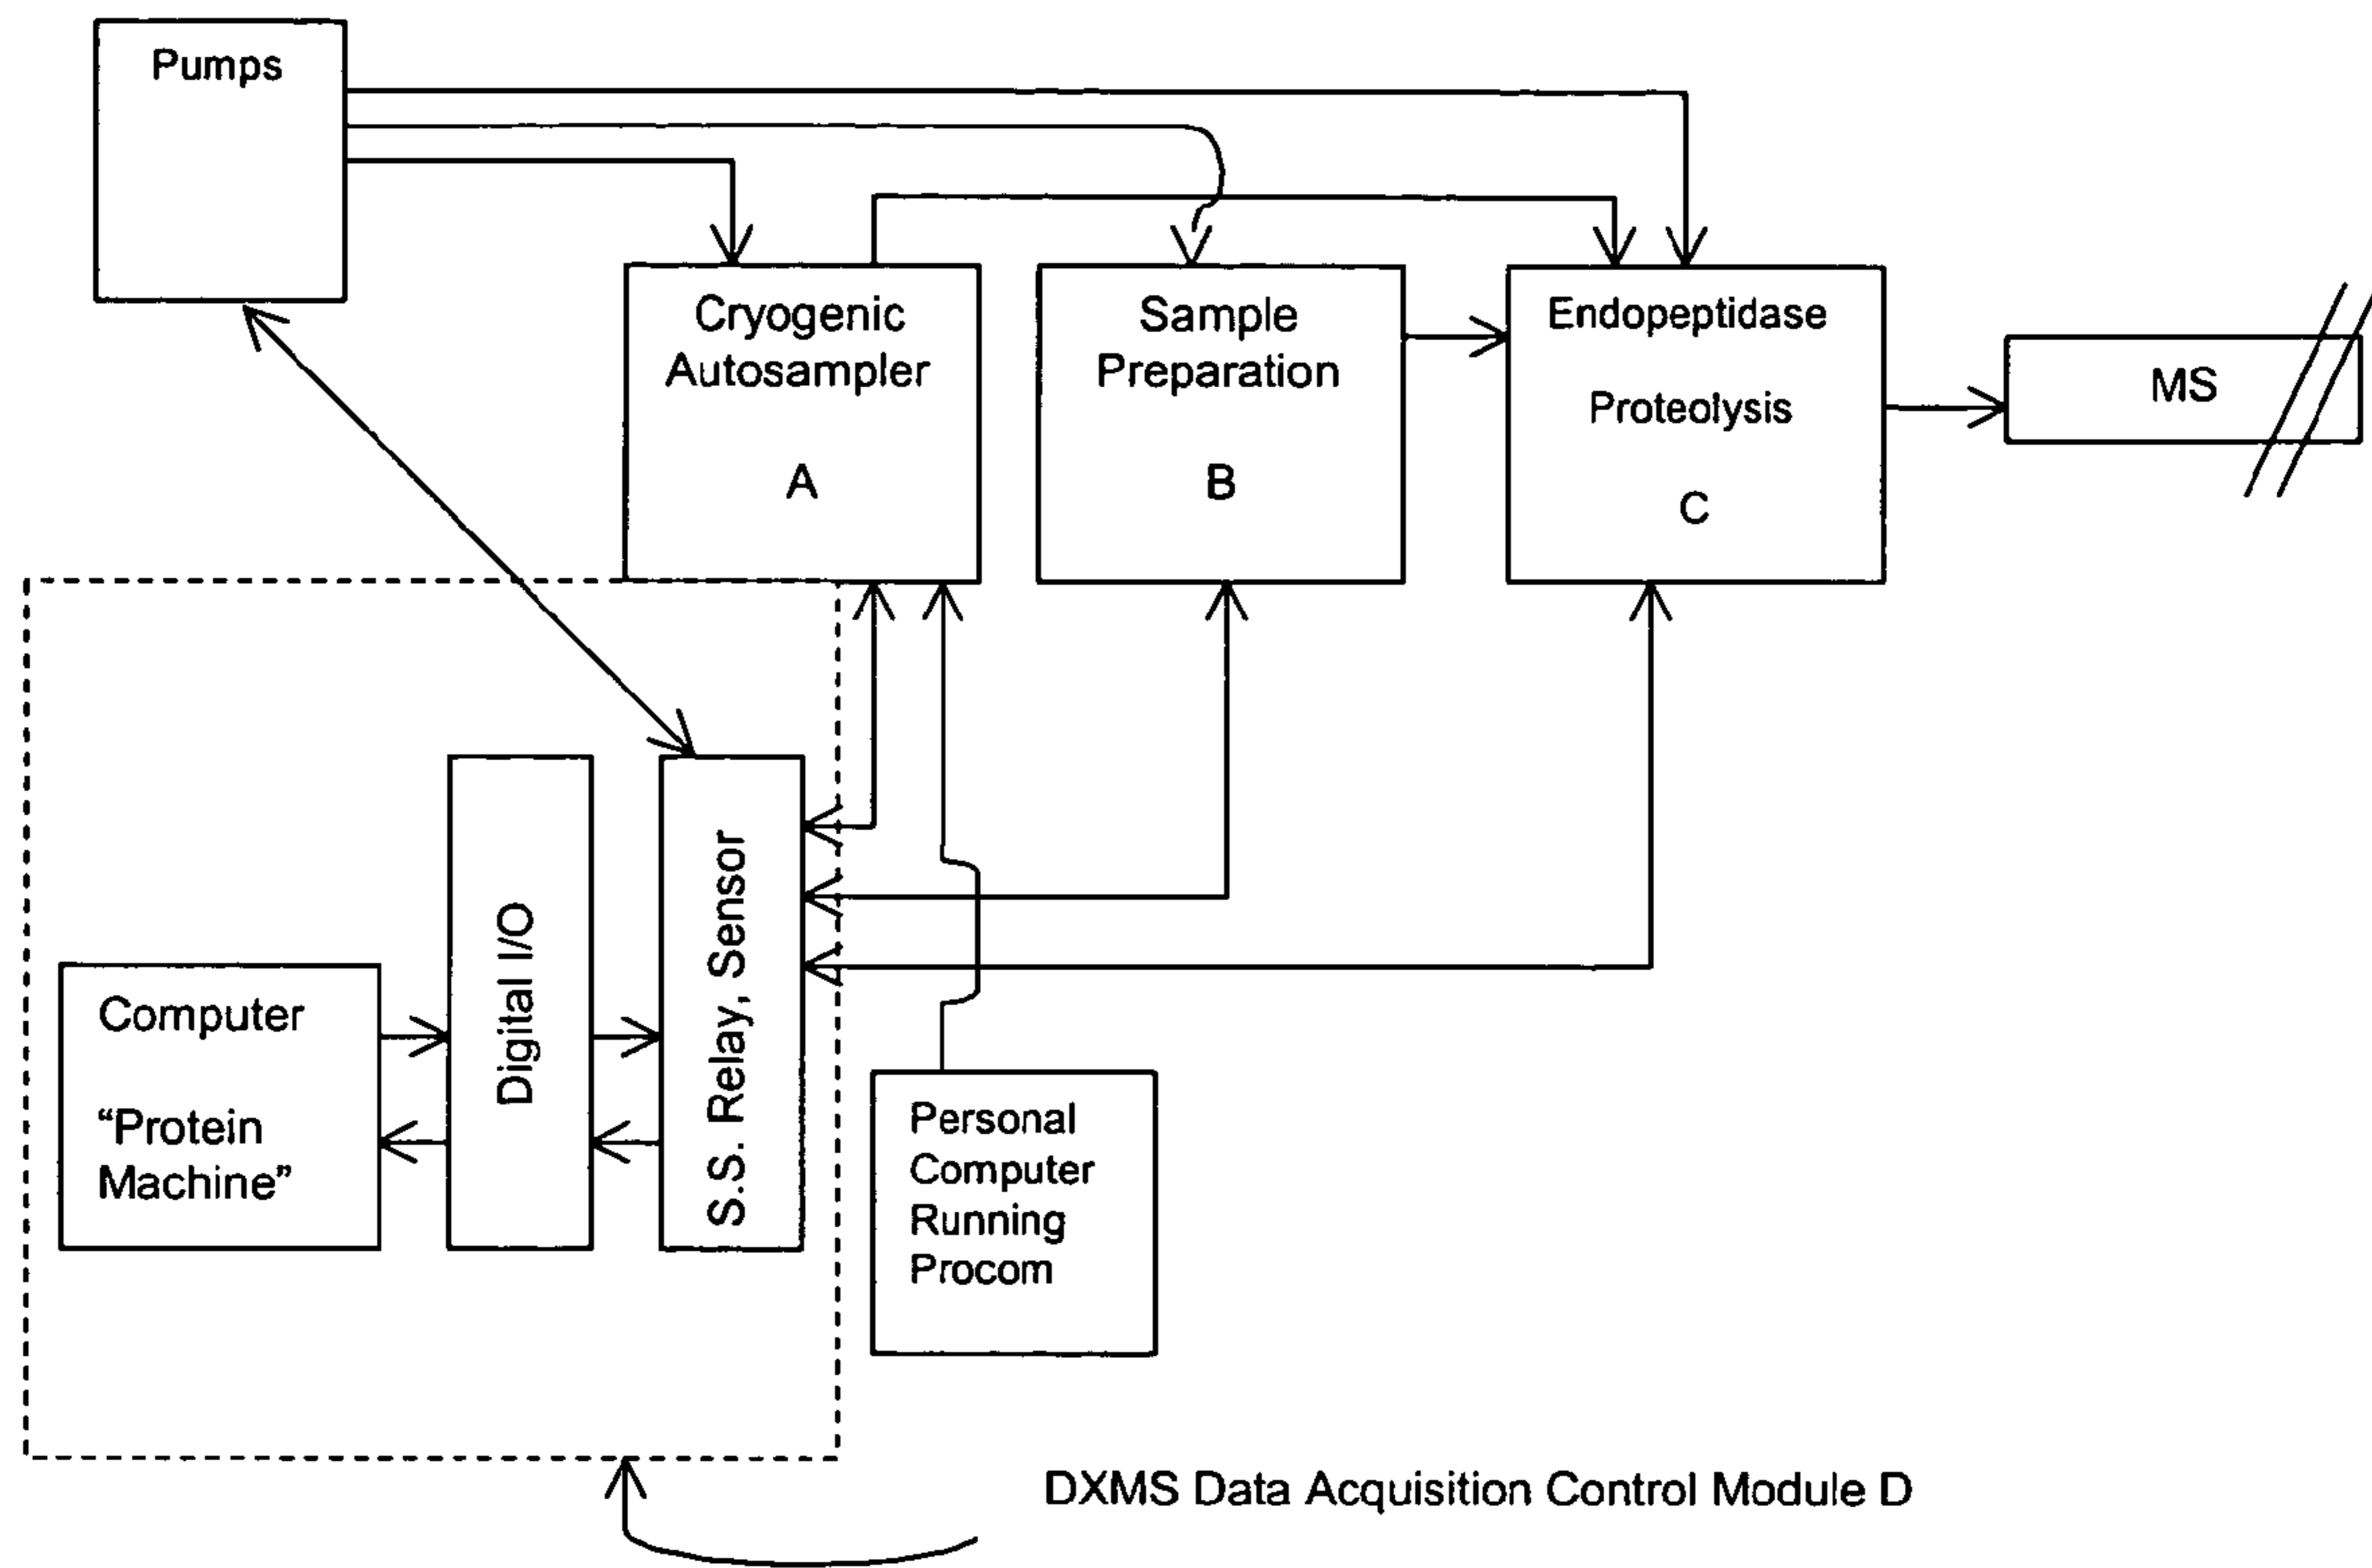 Pumps
Cryogenic
Autosampler
A
Sample
Preparation
B
Endopeptidase
Proteolysis
C
MS
Computer
“Protein
Machine”
Digital I/O
S.S. Relay, Sensor
Personal
Computer
Running
Procom
DXMS Data Acquisition Control Module D